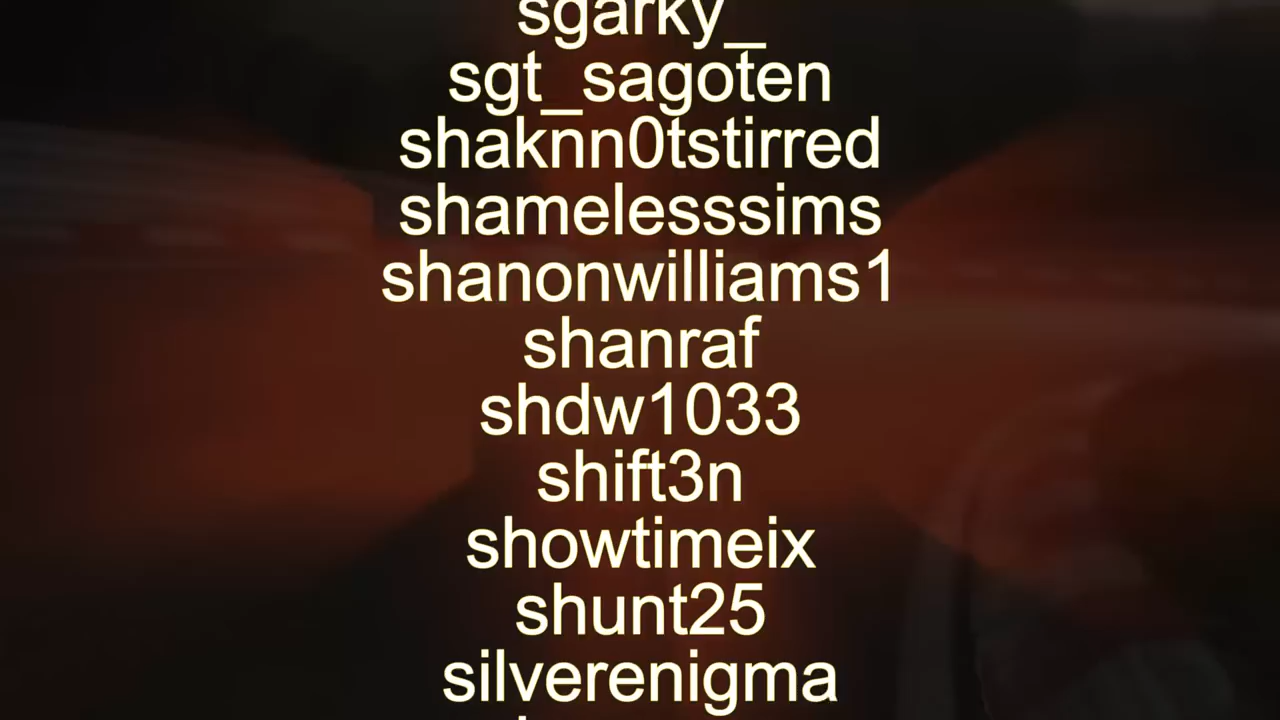 sgarky_
sgt_sagoten
shaknn0tstirred
shamelesssims
shanonwilliams1
shanraf
shdw1033
shift3n
showtimeix
shunt25
silverenigma